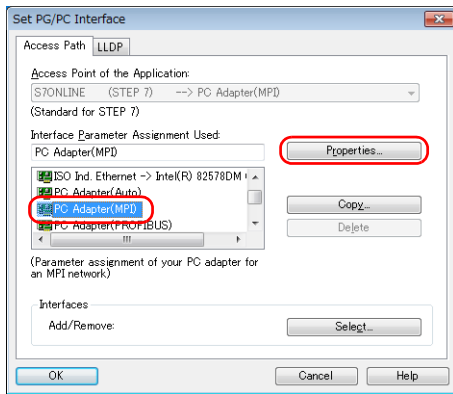 Set PG/PC Interface
Access Path LLDP
Access Point of the Application:
S7ONLINE (STEP 7) --> PC Adapter(MPI)
(Standard for STEP 7)
Interface Parameter Assignment Used:
PC Adapter(MPI)
Properties...
ISO Ind. Ethernet -> Intel(R) 82578DM
PC Adapter(Auto)
PC Adapter(MPI)
PC Adapter(PROFIBUS)
Copy...
Delete
(Parameter assignment of your PC adapter for
an MPI network)
Interfaces
Add/Remove:
Select...
OK Cancel Help